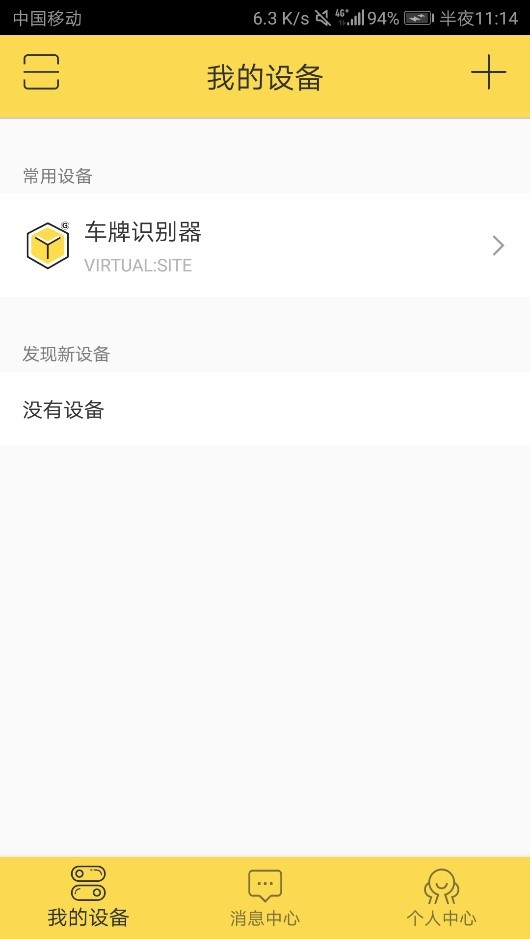 中国移动 6.3 K/s 4G+ 94% 半夜11:14
我的设备
常用设备
车牌识别器
VIRTUAL:SITE
发现新设备
没有设备
我的设备 消息中心 个人中心